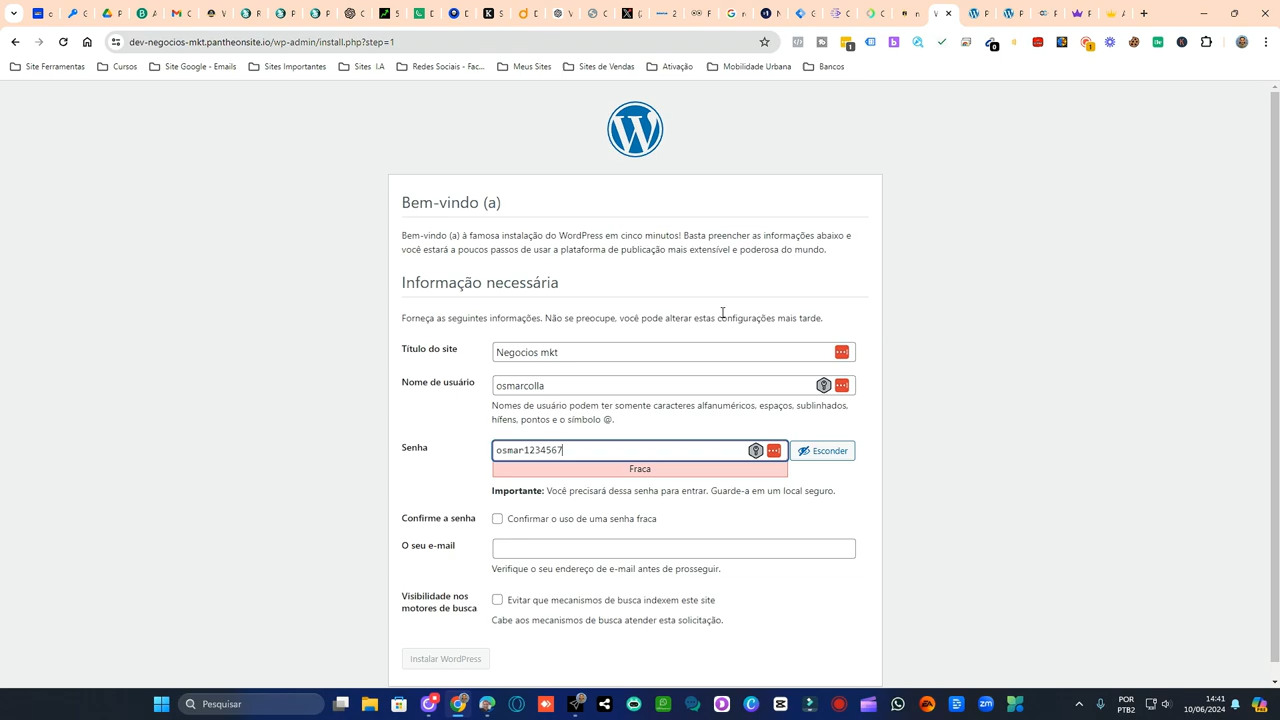 dev-negocios-mkt.pantheonsite.io/wp-admin/install.php?step=1
Site Ferramentas Cursos Site Google - Emails Sites Importantes Sites I.A Redes Sociais - Fac... Meus Sites Sites de Vendas Ativação Mobilidade Urbana Bancos
Bem-vindo (a)
Bem-vindo (a) à famosa instalação do WordPress em cinco minutos! Basta preencher as informações abaixo e
você estará a poucos passos de usar a plataforma de publicação mais extensível e poderosa do mundo.
Informação necessária
Forneça as seguintes informações. Não se preocupe, você pode alterar estas configurações mais tarde.
Título do site
Negocios mkt
Nome de usuário
osmarcolla
Nomes de usuário podem ter somente caracteres alfanuméricos, espaços, sublinhados,
hífens, pontos e o símbolo @.
Senha
osmar1234567
Esconder
Fraca
Importante: Você precisará dessa senha para entrar. Guarde-a em um local seguro.
Confirme a senha
Confirmar o uso de uma senha fraca
O seu e-mail
Verifique o seu endereço de e-mail antes de prosseguir.
Visibilidade nos
motores de busca
Evitar que mecanismos de busca indexem este site
Cabe aos mecanismos de busca atender esta solicitação.
Instalar WordPress
Pesquisar
POR
PTB2
14:41
10/06/2024